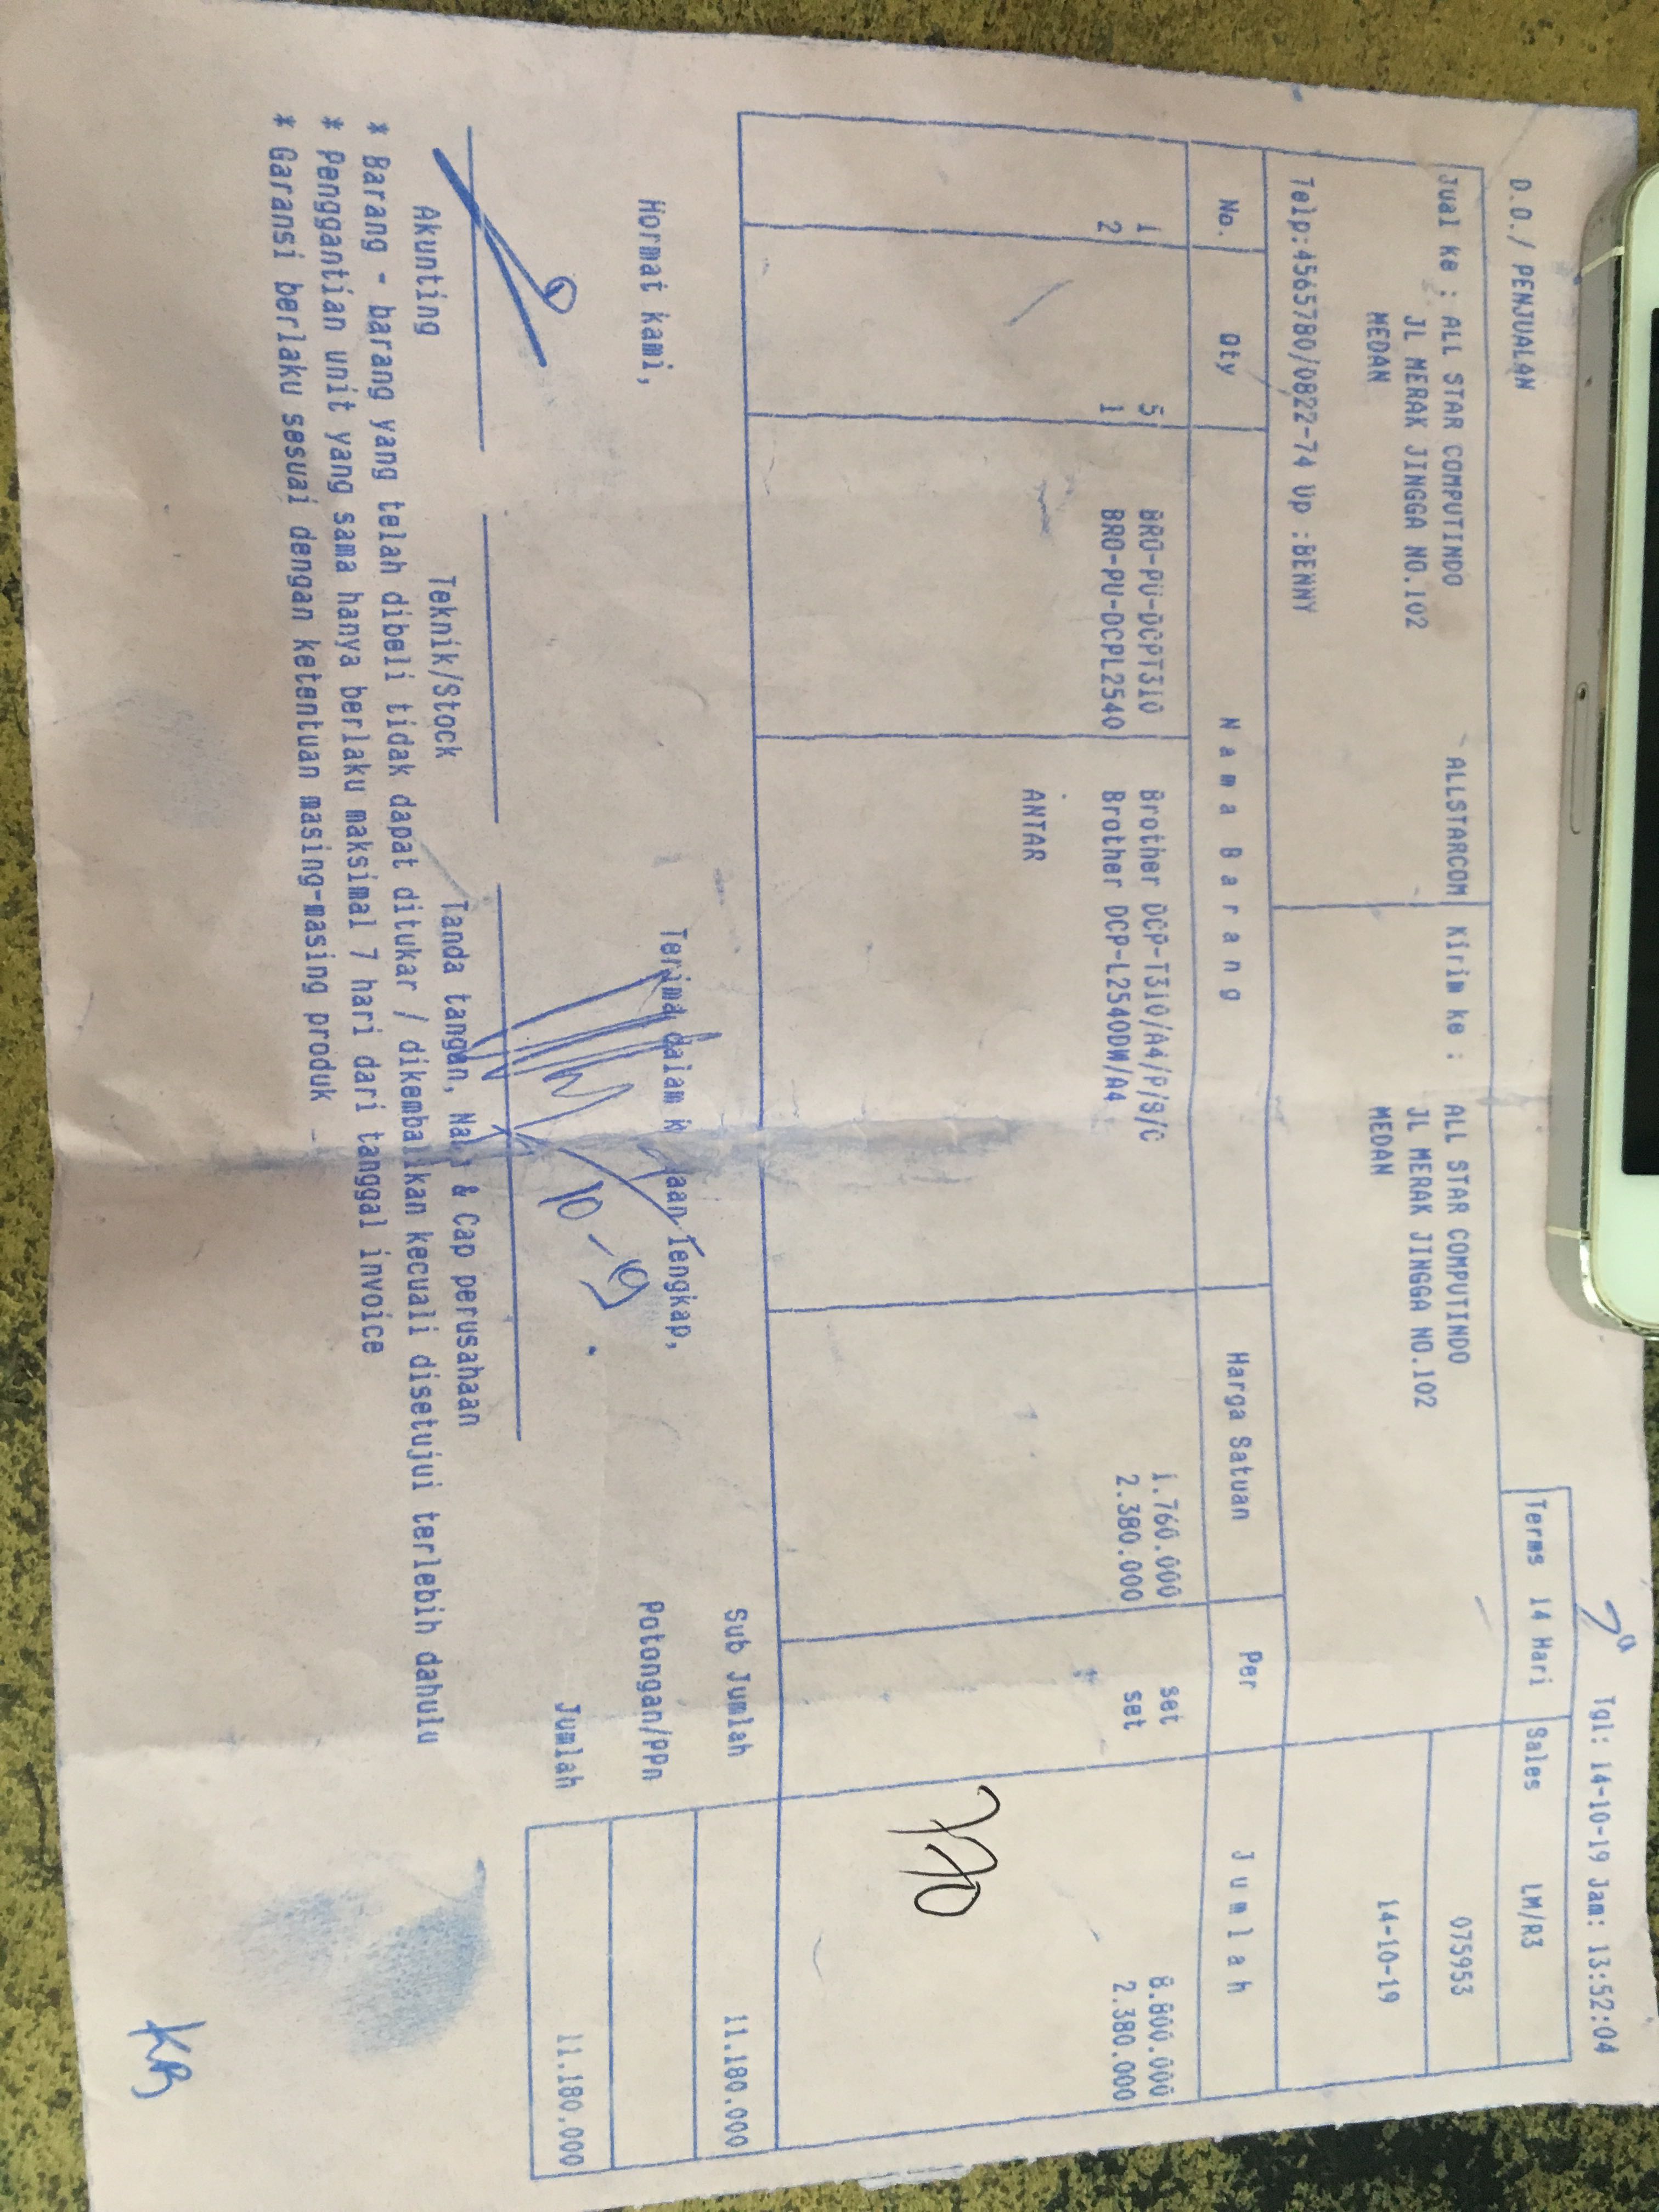 Tgl: 14-10-19 Jam: 13:52:04
D.O./ PENJUALAN
Terms 14 Hari Sales LM/R3
Jual ke : ALL STAR COMPUTINDO ALLSTARCOM Kirim ke : ALL STAR COMPUTINDO 075953
JL MERAK JINGGA NO.102 JL MERAK JINGGA NO.102
MEDAN MEDAN 14-10-19
Telp:4565780/0822-74 Up :BENNY
No. Qty Nama Barang Harga Satuan Per Jumlah
1 5 BRO-PU-DCPT310 Brother DCP-T310/A4/P/S/C 1.760.000 set 8.800.000
2 1 BRO-PU-DCPL2540 Brother DCP-L2540DW/A4 2.380.000 set 2.380.000
ANTAR
Sub Jumlah 11.180.000
Hormat kami, Terima dalam Lengkap, Potongan/PPn
10-19
Jumlah 11.180.000
Akunting Teknik/Stock Tanda tangan, & Cap perusahaan
* Barang - barang yang telah dibeli tidak dapat ditukar / dikembalikan kecuali disetujui terlebih dahulu
* Penggantian unit yang sama hanya berlaku maksimal 7 hari dari tanggal invoice
* Garansi berlaku sesuai dengan ketentuan masing-masing produk
KB